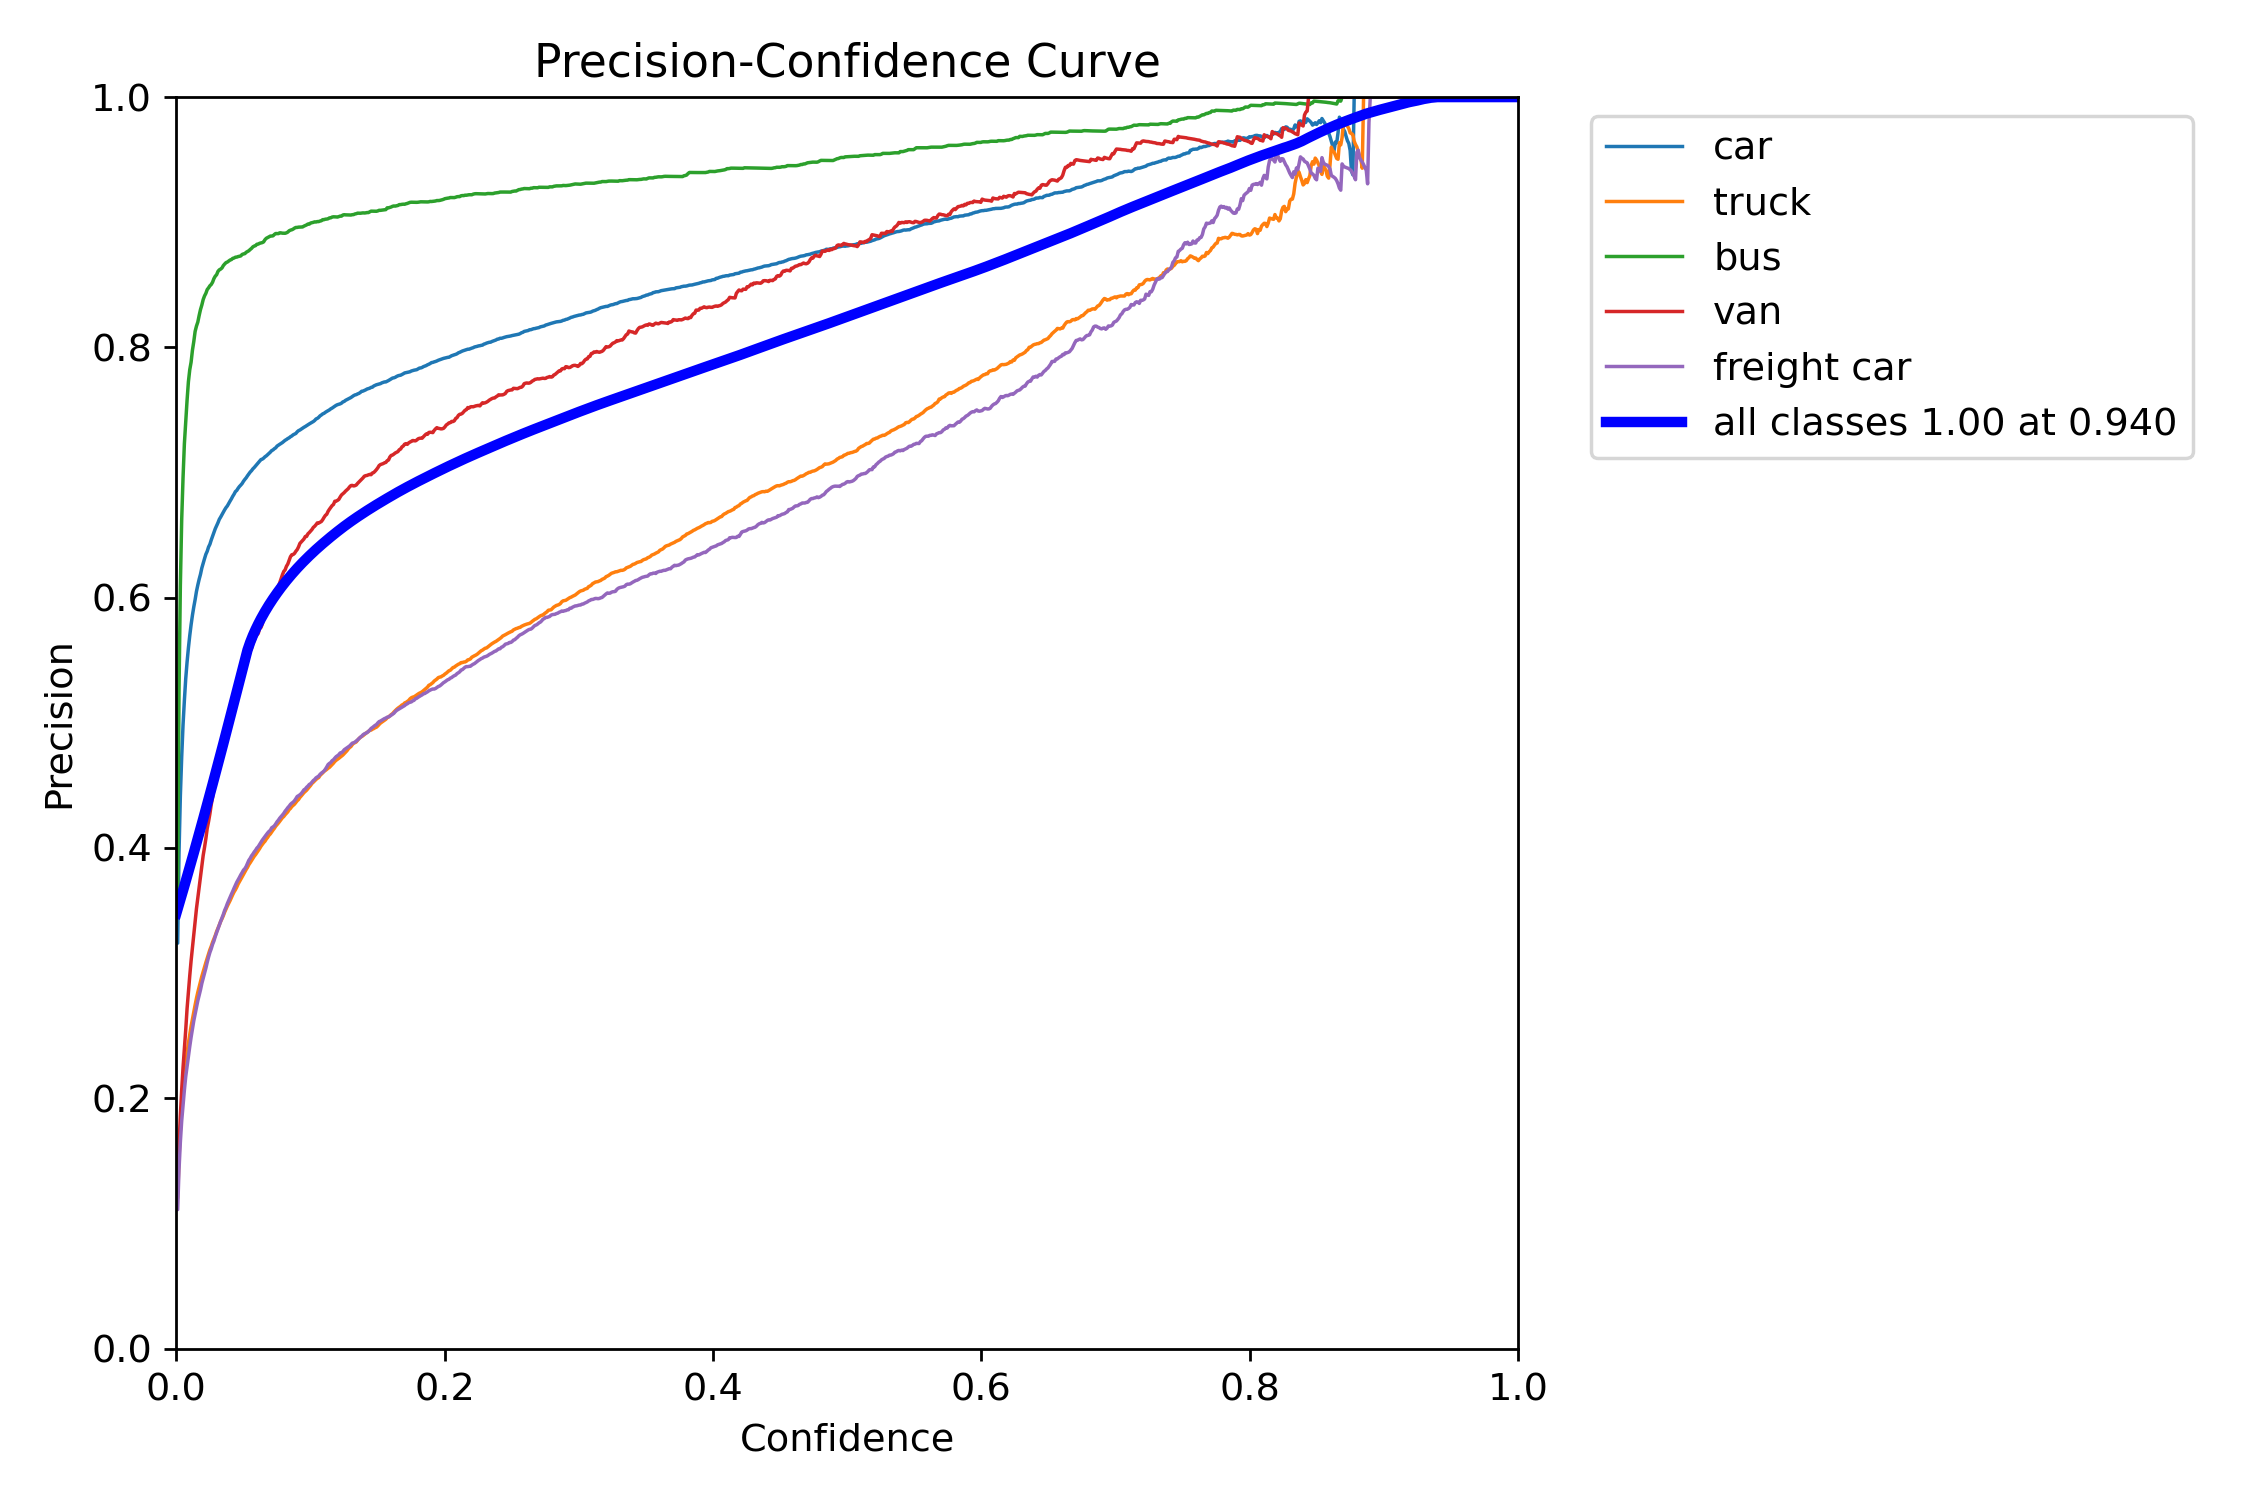 Precision-Confidence Curve
1.0
0.8
0.6
0.4
0.2
0.0
Precision
0.0 0.2 0.4 0.6 0.8 1.0
Confidence
car
truck
bus
van
freight car
all classes 1.00 at 0.940